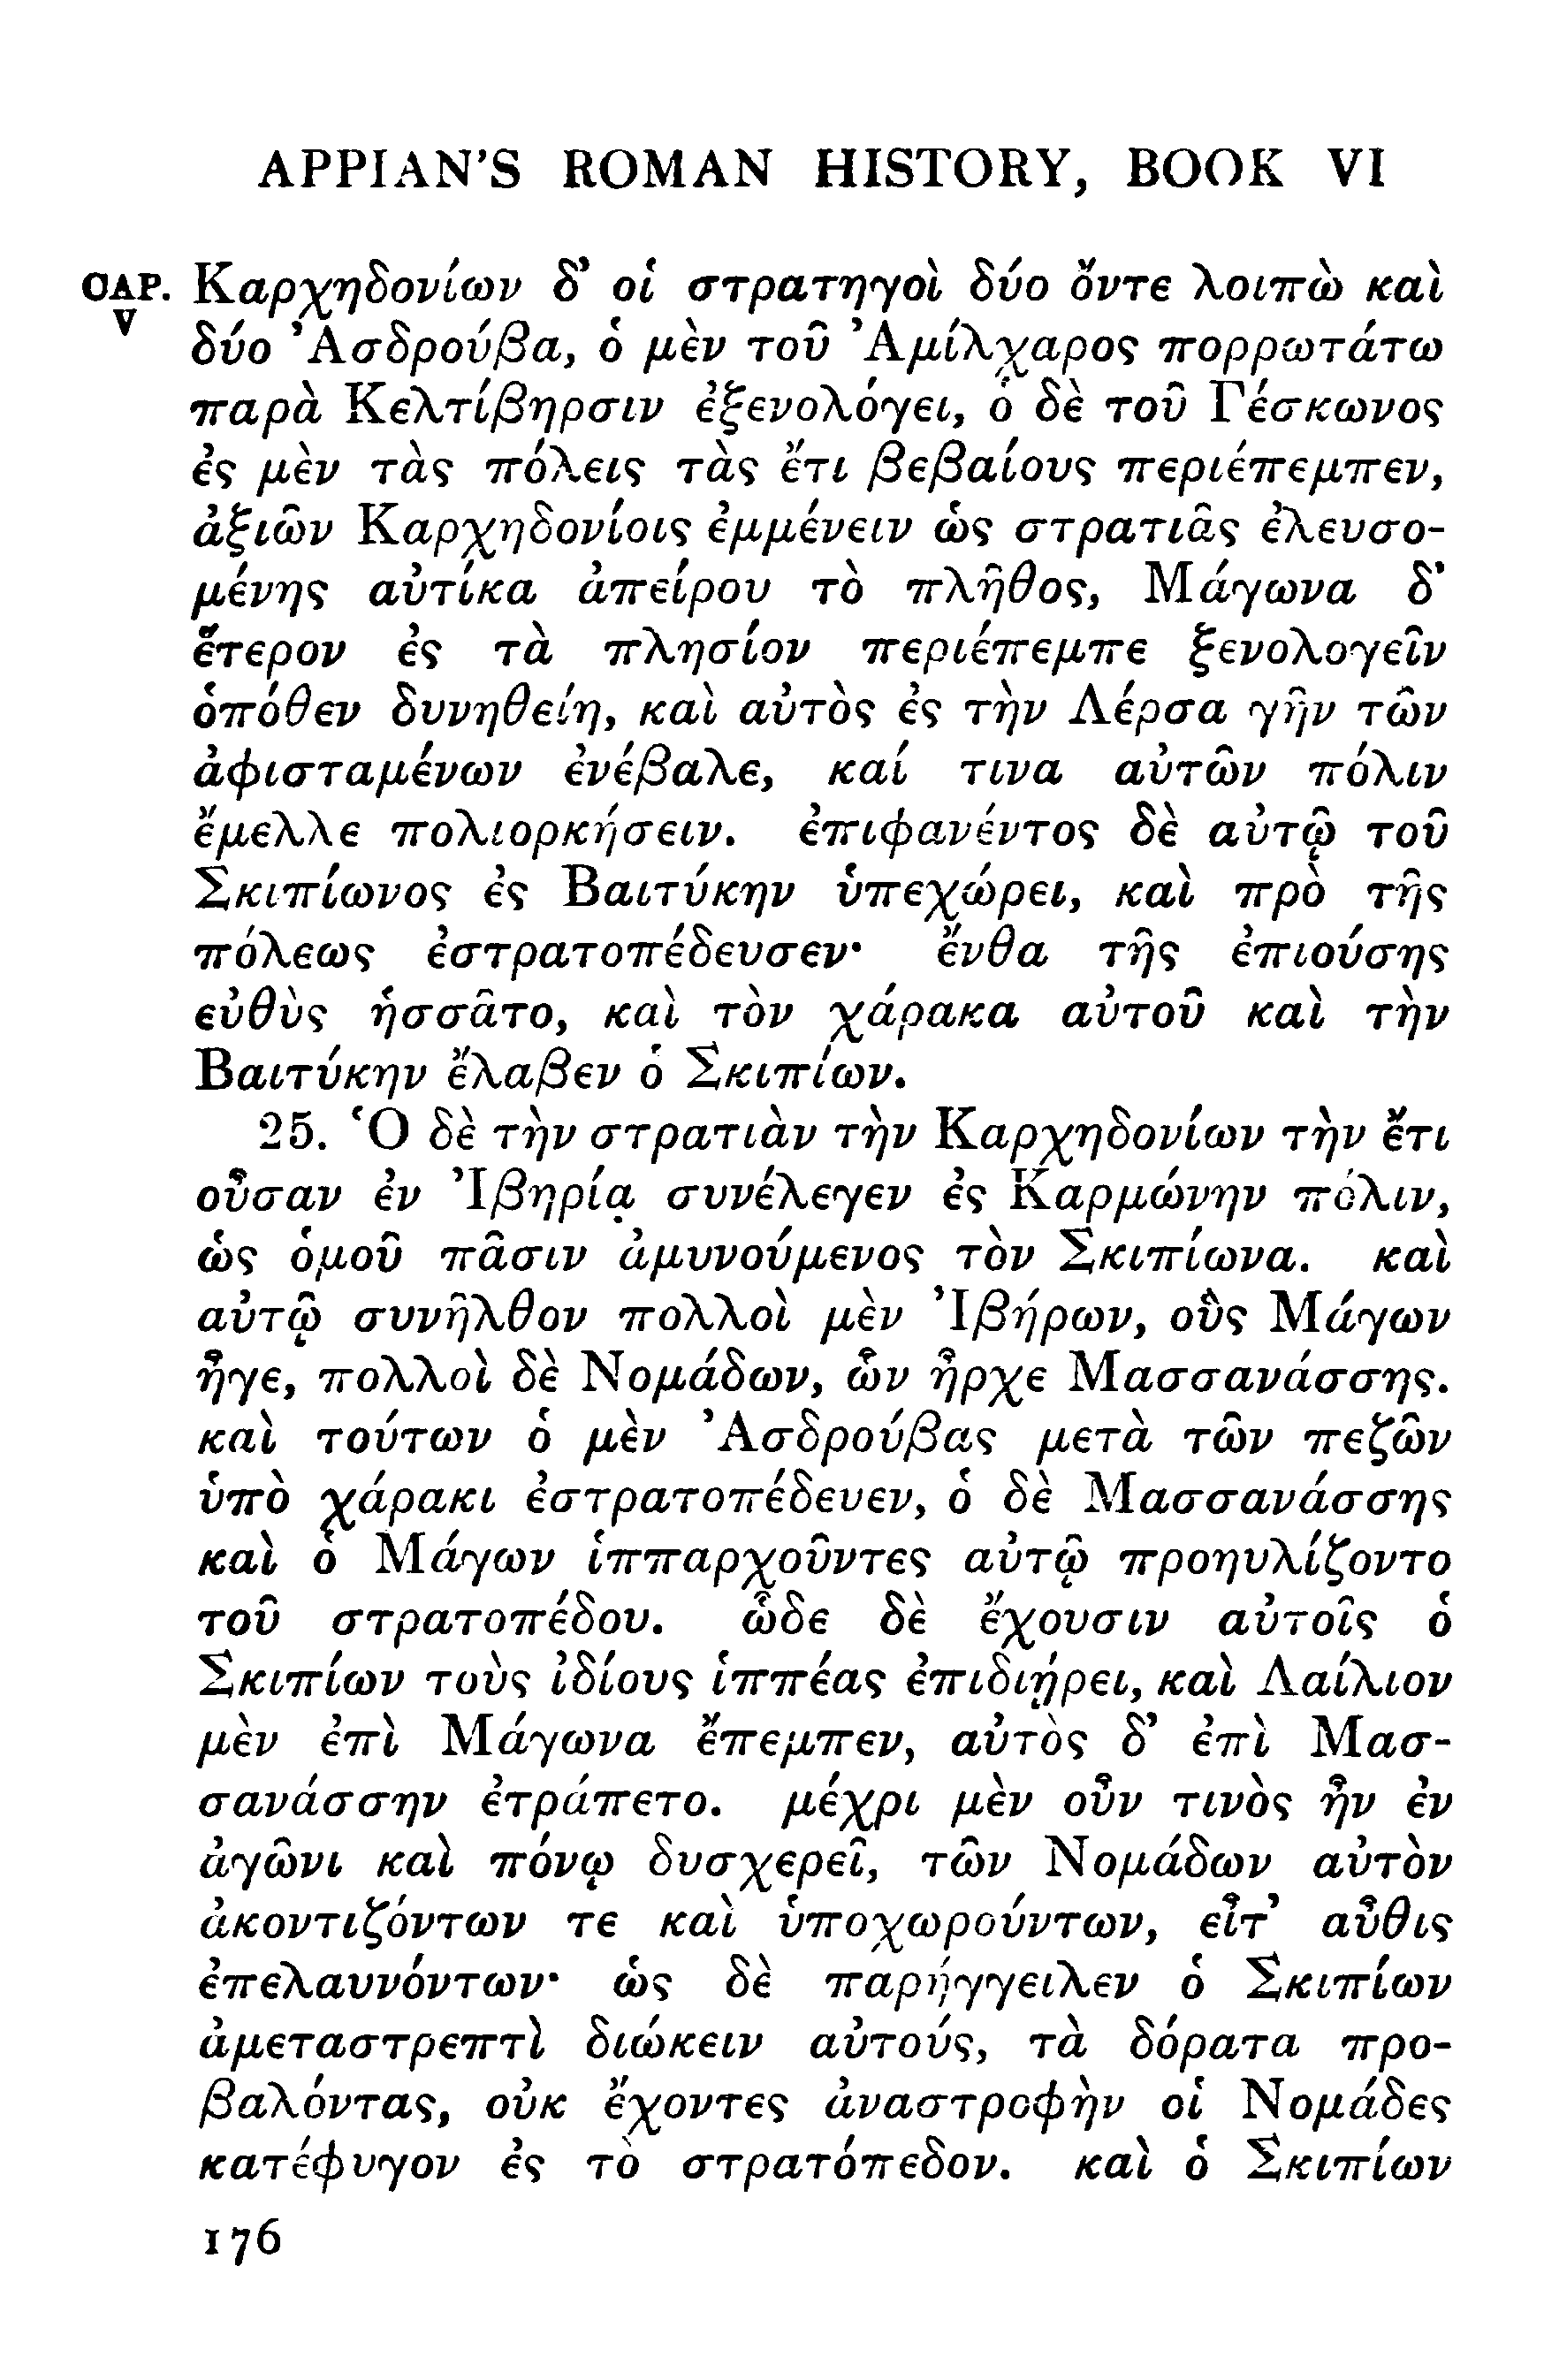 APPIAN'S ROMAN HISTORY, BOOK VI
CAP. Καρχηδονίων δ' οἱ στρατηγοὶ δύο ὄντε λοιπὼ καὶ
V
δύο Ἀσδρούβα, ὁ μὲν τοῦ Ἀμίλχαρος πορρωτάτω
παρὰ Κελτίβηρσιν ἐξενολόγει, ὁ δὲ τοῦ Γέσκωνος
ἐς μὲν τὰς πόλεις τὰς ἔτι βεβαίους περιέπεμπεν,
ἀξιῶν Καρχηδονίοις ἐμμένειν ὡς στρατιᾶς ἐλευσο-
μένης αὐτίκα ἀπείρου τὸ πλῆθος, Μάγωνα δ'
ἕτερον ἐς τὰ πλησίον περιέπεμπε ξενολογεῖν
ὁπόθεν δυνηθείη, καὶ αὐτὸς ἐς τὴν Λέρσα γῆν τῶν
ἀφισταμένων ἐνέβαλε, καί τινα αὐτῶν πόλιν
ἔμελλε πολιορκήσειν. ἐπιφανέντος δὲ αὐτῷ τοῦ
Σκιπίωνος ἐς Βαιτύκην ὑπεχώρει, καὶ πρὸ τῆς
πόλεως ἐστρατοπέδευσεν· ἔνθα τῆς ἐπιούσης
εὐθὺς ἡσσᾶτο, καὶ τὸν χάρακα αὐτοῦ καὶ τὴν
Βαιτύκην ἔλαβεν ὁ Σκιπίων.
25. Ὁ δὲ τὴν στρατιὰν τὴν Καρχηδονίων τὴν ἔτι
οὖσαν ἐν Ἰβηρίᾳ συνέλεγεν ἐς Καρμώνην πόλιν,
ὡς ὁμοῦ πᾶσιν ἀμυνούμενος τὸν Σκιπίωνα. καὶ
αὐτῷ συνῆλθον πολλοὶ μὲν Ἰβήρων, οὓς Μάγων
ἦγε, πολλοὶ δὲ Νομάδων, ὧν ἦρχε Μασσανάσσης.
καὶ τούτων ὁ μὲν Ἀσδρούβας μετὰ τῶν πεζῶν
ὑπὸ χάρακι ἐστρατοπέδευεν, ὁ δὲ Μασσανάσσης
καὶ ὁ Μάγων ἱππαρχοῦντες αὐτῷ προηυλίζοντο
τοῦ στρατοπέδου. ὧδε δὲ ἔχουσιν αὐτοῖς ὁ
Σκιπίων τοὺς ἰδίους ἱππέας ἐπιδιῄρει, καὶ Λαίλιον
μὲν ἐπὶ Μάγωνα ἔπεμπεν, αὐτὸς δ' ἐπὶ Μασ-
σανάσσην ἐτράπετο. μέχρι μὲν οὖν τινὸς ἦν ἐν
ἀγῶνι καὶ πόνῳ δυσχερεῖ, τῶν Νομάδων αὐτὸν
ἀκοντιζόντων τε καὶ ὑποχωρούντων, εἶτ' αὖθις
ἐπελαυνόντων· ὡς δὲ παρήγγειλεν ὁ Σκιπίων
ἀμεταστρεπτὶ διώκειν αὐτούς, τὰ δόρατα προ-
βαλόντας, οὐκ ἔχοντες ἀναστροφὴν οἱ Νομάδες
κατέφυγον ἐς τὸ στρατόπεδον. καὶ ὁ Σκιπίων
176